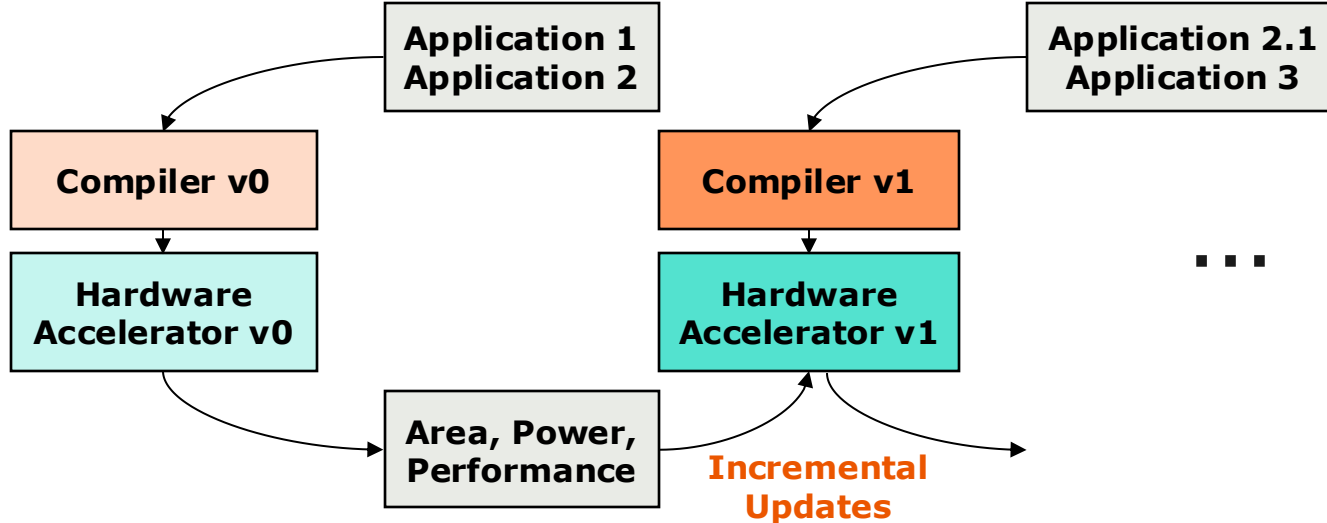 Application 1
Application 2
Application 2.1
Application 3
Compiler v0
Compiler v1
Hardware
Accelerator v0
Hardware
Accelerator v1
...
Area, Power,
Performance
Incremental
Updates